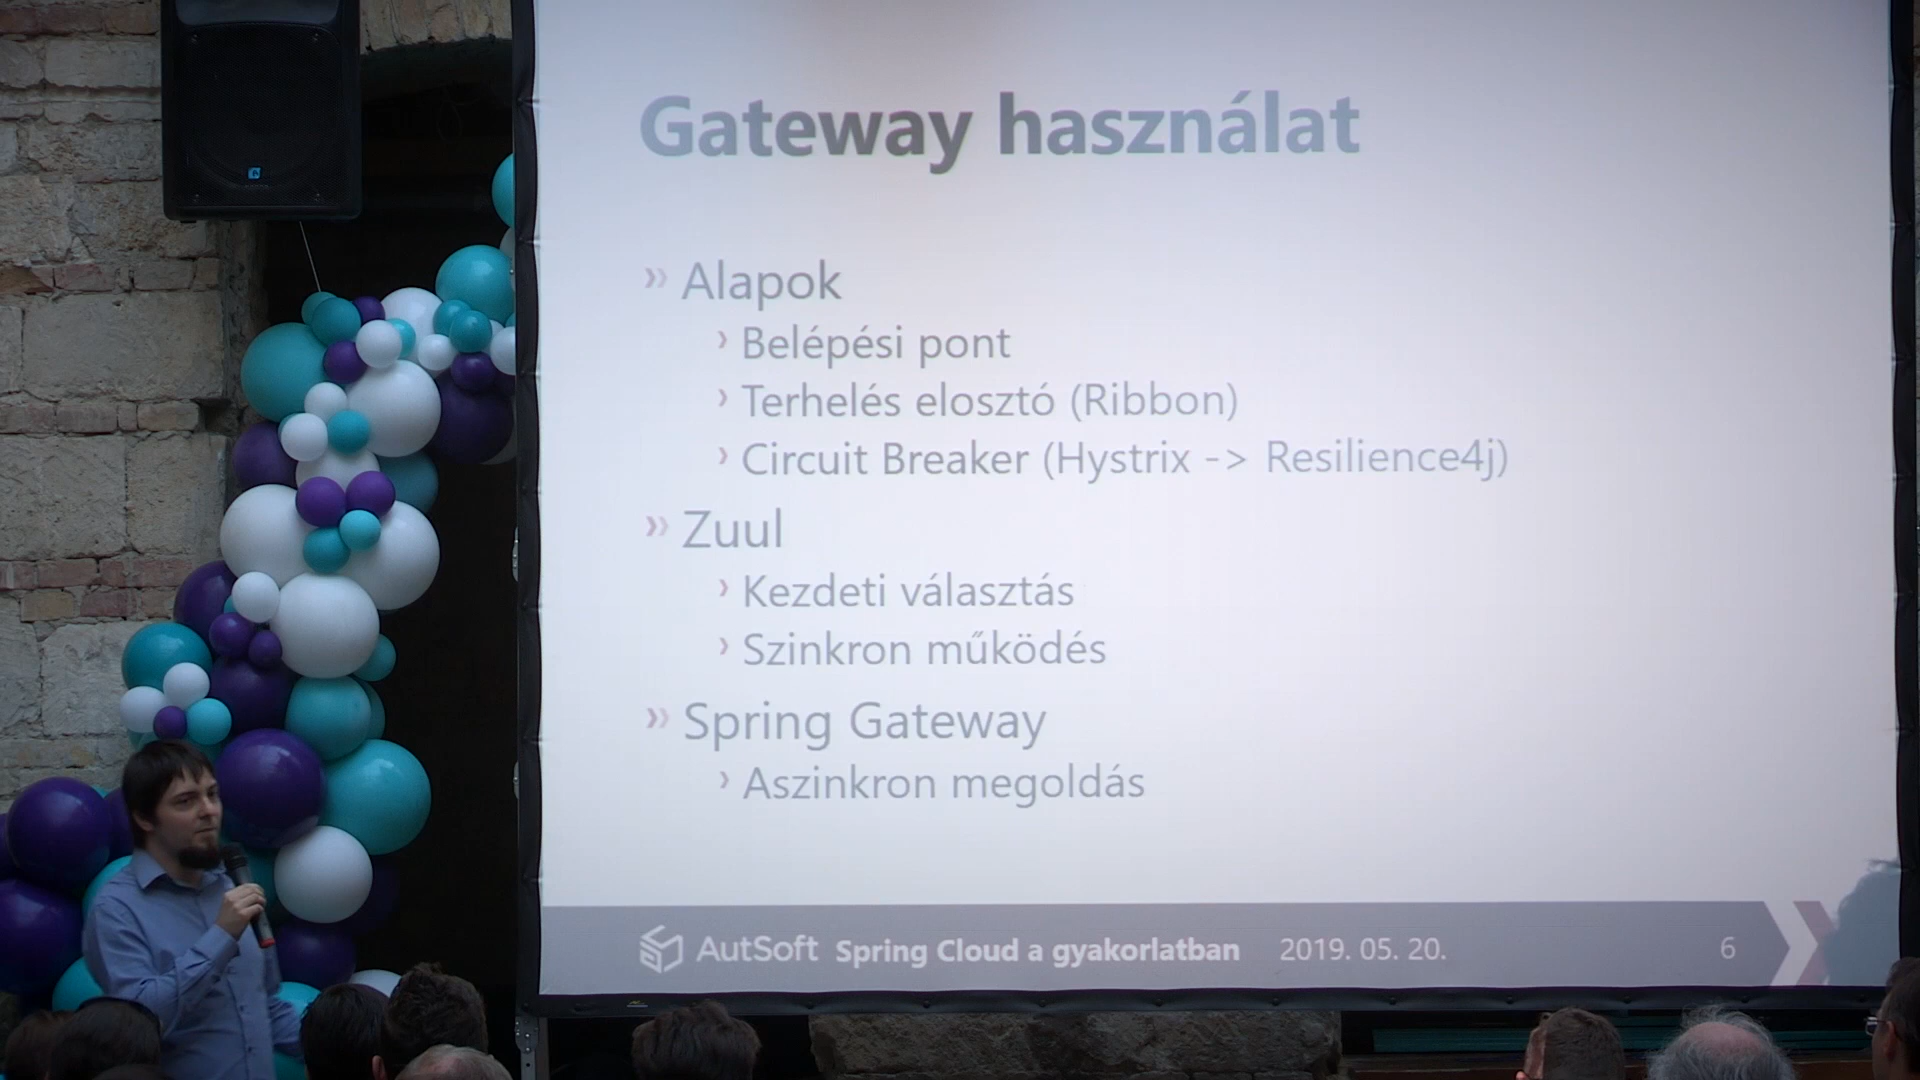 Gateway használat
» Alapok
› Belépési pont
› Terhelés elosztó (Ribbon)
› Circuit Breaker (Hystrix -> Resilience4j)
» Zuul
› Kezdeti választás
› Szinkron működés
» Spring Gateway
› Aszinkron megoldás
AutSoft Spring Cloud a gyakorlatban 2019. 05. 20. 6